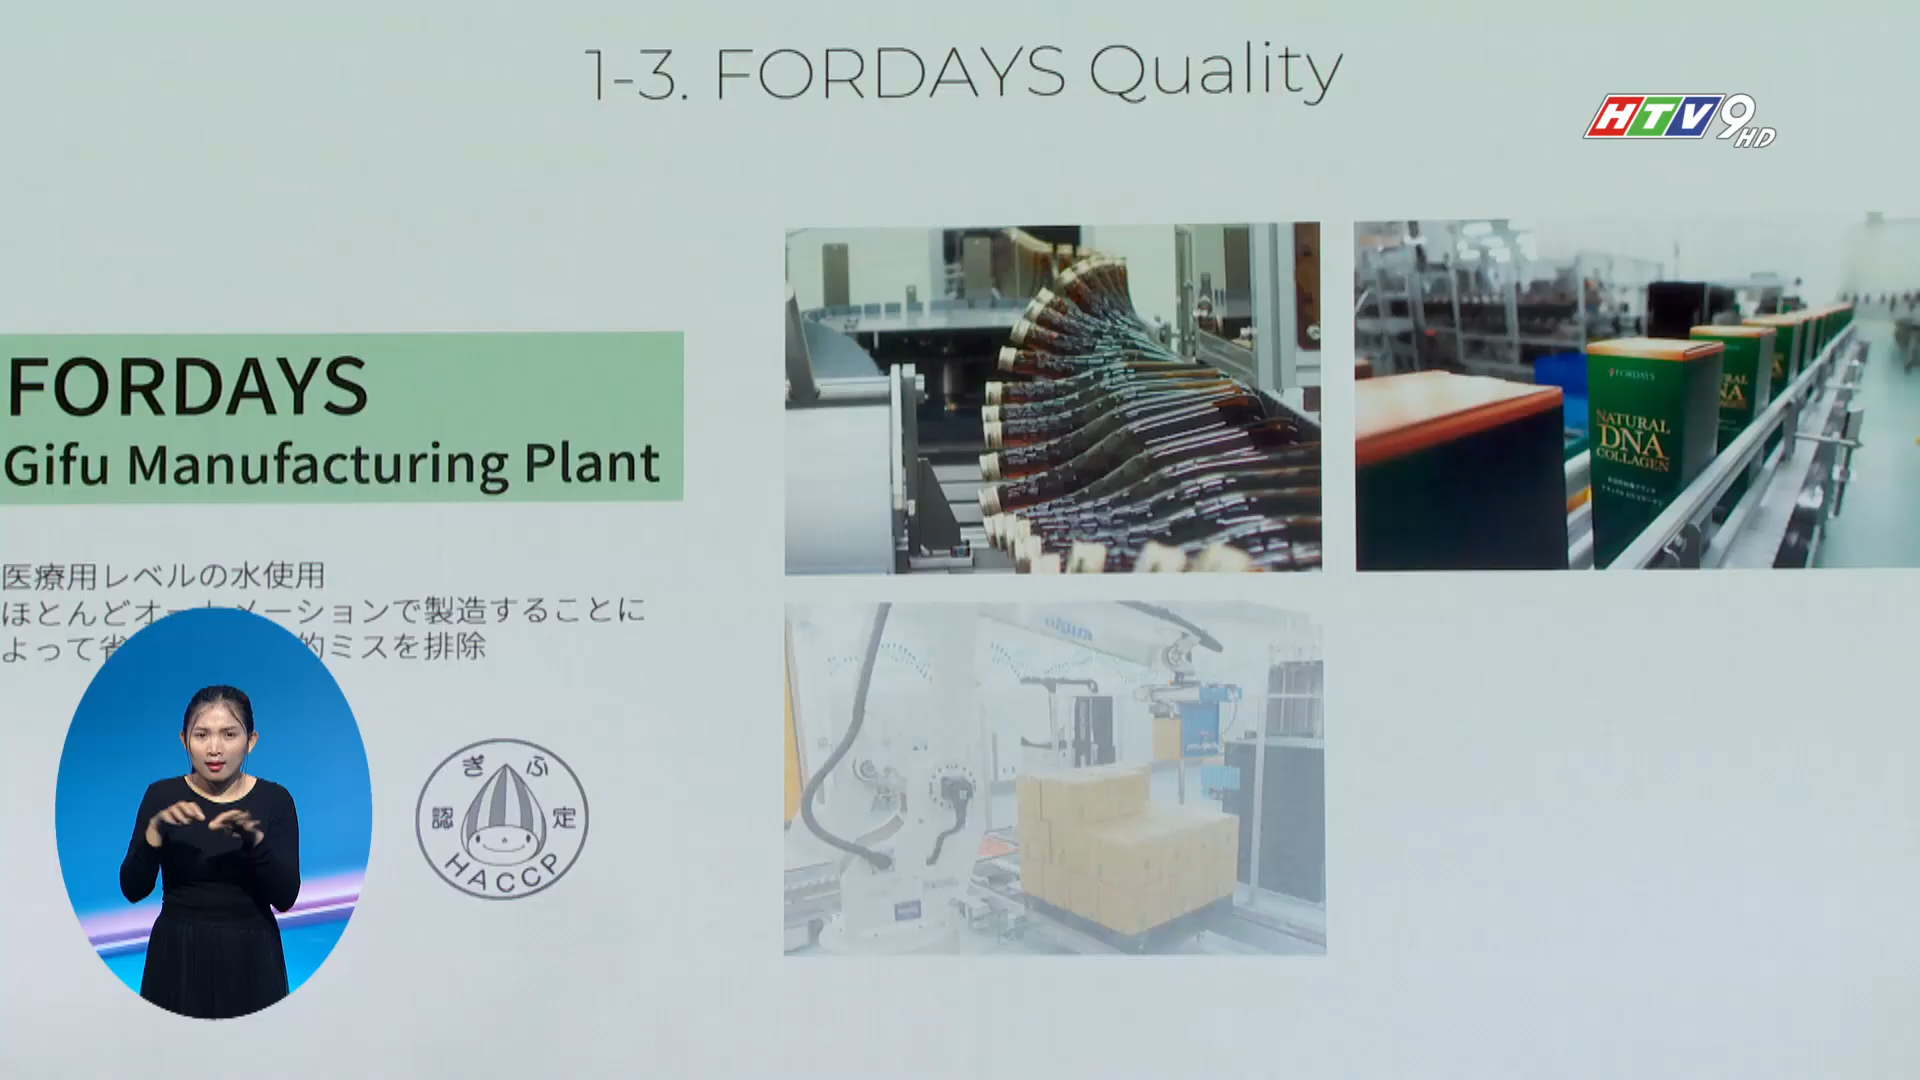 1-3. FORDAYS Quality
HTV9 HD
FORDAYS
Gifu Manufacturing Plant
医療用レベルの水使用
ほとんどオートメーションで製造することに
よって省 的ミスを排除
ぎふ
認定
HACCP
FORDAYS
NATURAL
DNA
COLLAGEN